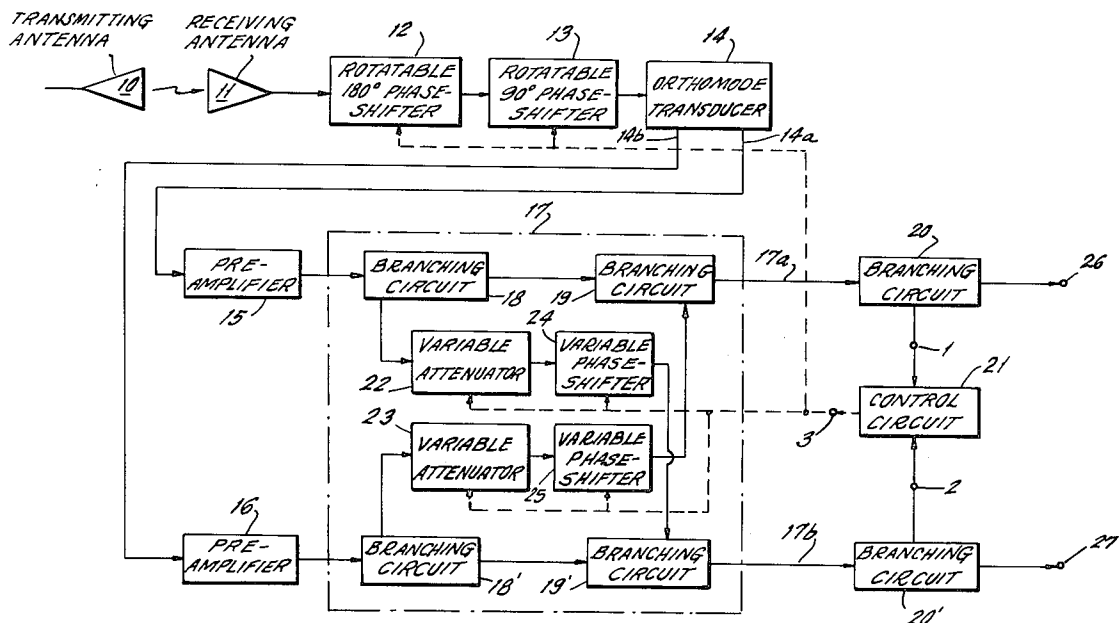 TRANSMITTING
ANTENNA
RECEIVING
ANTENNA
10
11
12
ROTATABLE
180° PHASE-
SHIFTER
13
ROTATABLE
90° PHASE-
SHIFTER
14
ORTHOMODE
TRANSDUCER
14b
14a
17
PRE-
AMPLIFIER
15
BRANCHING
CIRCUIT
18
BRANCHING
CIRCUIT
19
17a
20
BRANCHING
CIRCUIT
26
VARIABLE
ATTENUATOR
22
24
VARIABLE
PHASE-
SHIFTER
1
21
CONTROL
CIRCUIT
3
23
VARIABLE
ATTENUATOR
VARIABLE
PHASE-
SHIFTER
25
2
16
PRE-
AMPLIFIER
BRANCHING
CIRCUIT
18'
BRANCHING
CIRCUIT
19'
17b
BRANCHING
CIRCUIT
20'
27